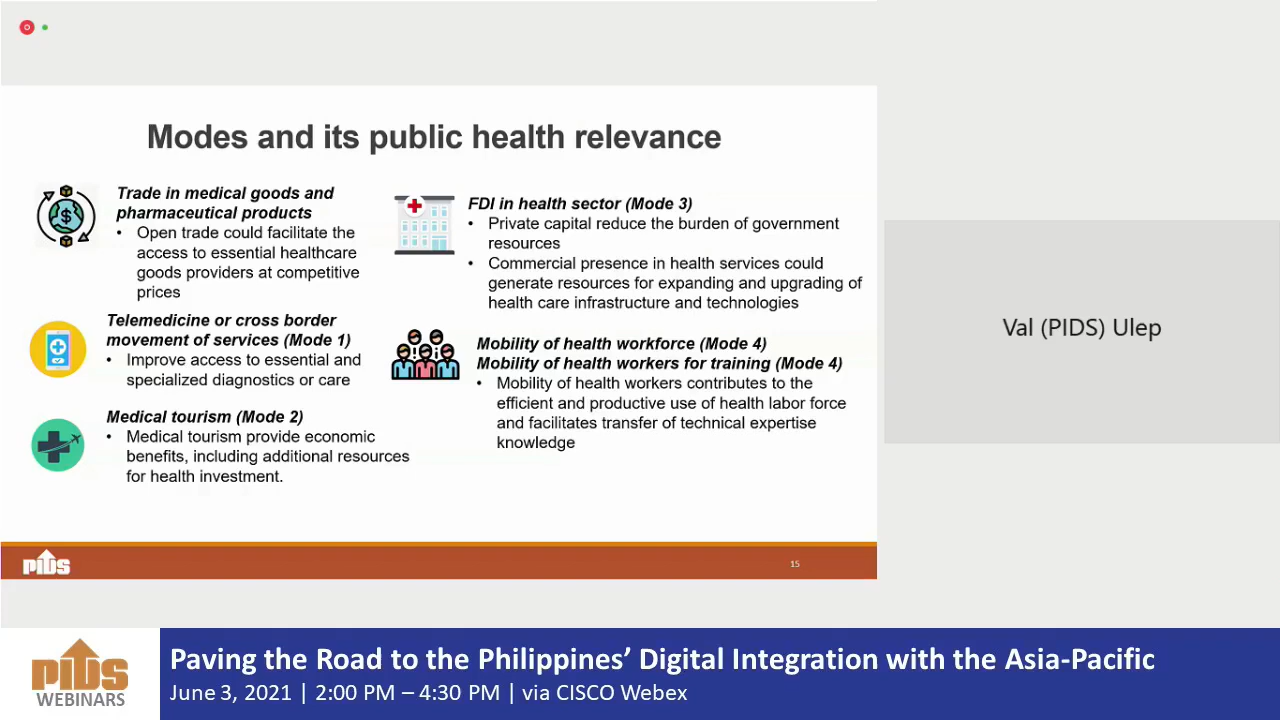 Modes and its public health relevance
Trade in medical goods and
pharmaceutical products
• Open trade could facilitate the
access to essential healthcare
goods providers at competitive
prices
Telemedicine or cross border
movement of services (Mode 1)
• Improve access to essential and
specialized diagnostics or care
Medical tourism (Mode 2)
• Medical tourism provide economic
benefits, including additional resources
for health investment.
FDI in health sector (Mode 3)
• Private capital reduce the burden of government
resources
• Commercial presence in health services could
generate resources for expanding and upgrading of
health care infrastructure and technologies
Mobility of health workforce (Mode 4)
Mobility of health workers for training (Mode 4)
• Mobility of health workers contributes to the
efficient and productive use of health labor force
and facilitates transfer of technical expertise
knowledge
PIDS
15
Val (PIDS) Ulep
PIDS
WEBINARS
Paving the Road to the Philippines’ Digital Integration with the Asia-Pacific
June 3, 2021 | 2:00 PM – 4:30 PM | via CISCO Webex